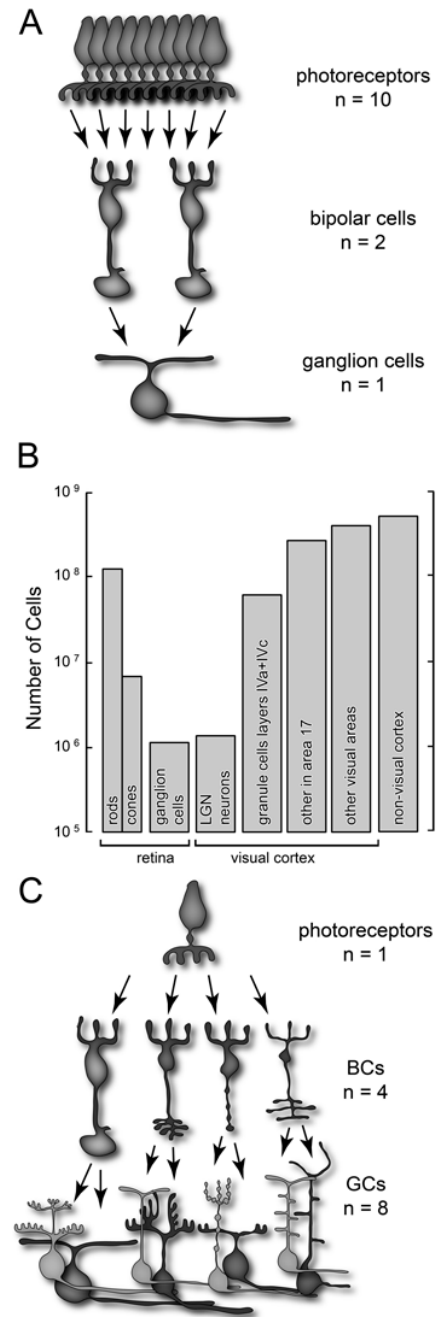 A
photoreceptors
n = 10
bipolar cells
n = 2
ganglion cells
n = 1
B
Number of Cells
10⁹
10⁸
10⁷
10⁶
10⁵
rods
cones
ganglion
cells
LGN
neurons
granule cells layers IVa+IVc
other in area 17
other visual areas
non-visual cortex
retina
visual cortex
C
photoreceptors
n = 1
BCs
n = 4
GCs
n = 8